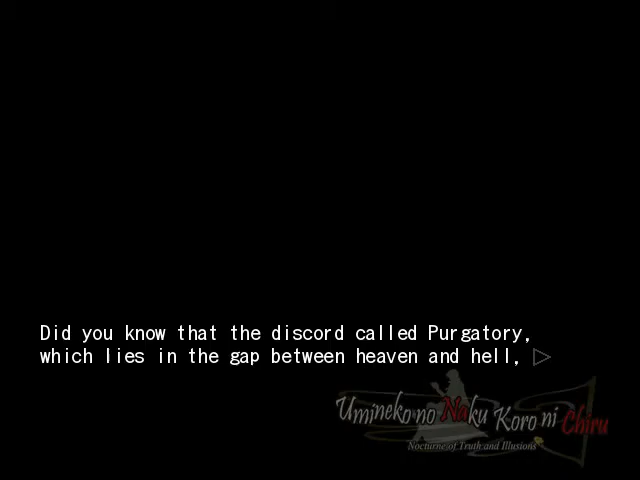 Did you know that the discord called Purgatory,
which lies in the gap between heaven and hell,
Umineko no Naku Koro ni Chiru
Nocturne of Truth and Illusions